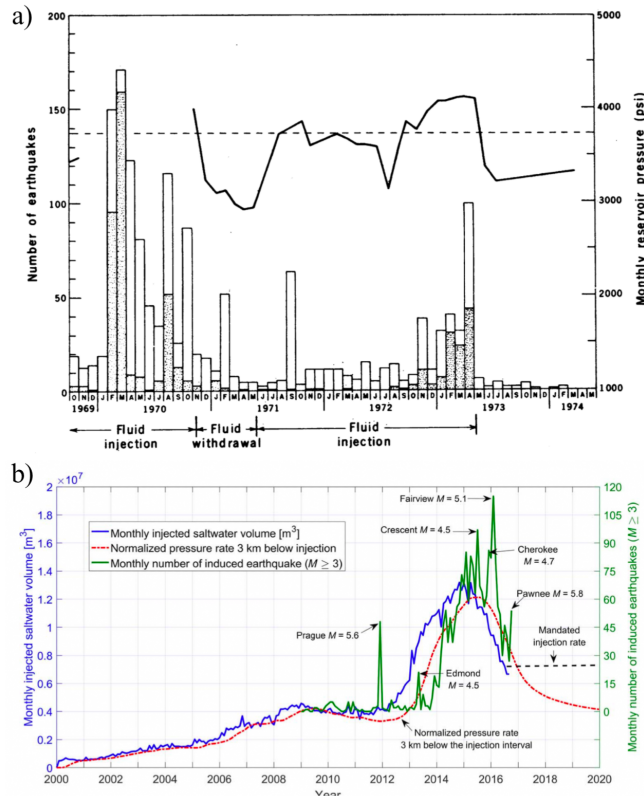 a)
Number of earthquakes
200
150
100
50
0
Monthly reservoir pressure (psi)
5000
4000
3000
2000
1000
O N D J F M A M J J A S O N D J F M A M J J A S O N D J F M A M J J A S O N D J F M A M J J A S O N D J F M A M
1969 1970 1971 1972 1973 1974
Fluid injection
Fluid withdrawal
Fluid injection
b)
Monthly injected saltwater volume [m³]
2 ×10⁷
1.8
1.6
1.4
1.2
1.0
0.8
0.6
0.4
0.2
0
Monthly injected saltwater volume [m³]
Normalized pressure rate 3 km below injection
Monthly number of induced earthquake (M ≥ 3)
Fairview M = 5.1
Crescent M = 4.5
Cherokee
M = 4.7
Pawnee M = 5.8
Prague M = 5.6
Mandated
injection rate
Edmond
M = 4.5
Normalized pressure rate
3 km below the injection interval
120
105
90
75
60
45
30
15
0
Monthly number of induced earthquakes (M ≥ 3)
2000 2002 2004 2006 2008 2010 2012 2014 2016 2018 2020
Year